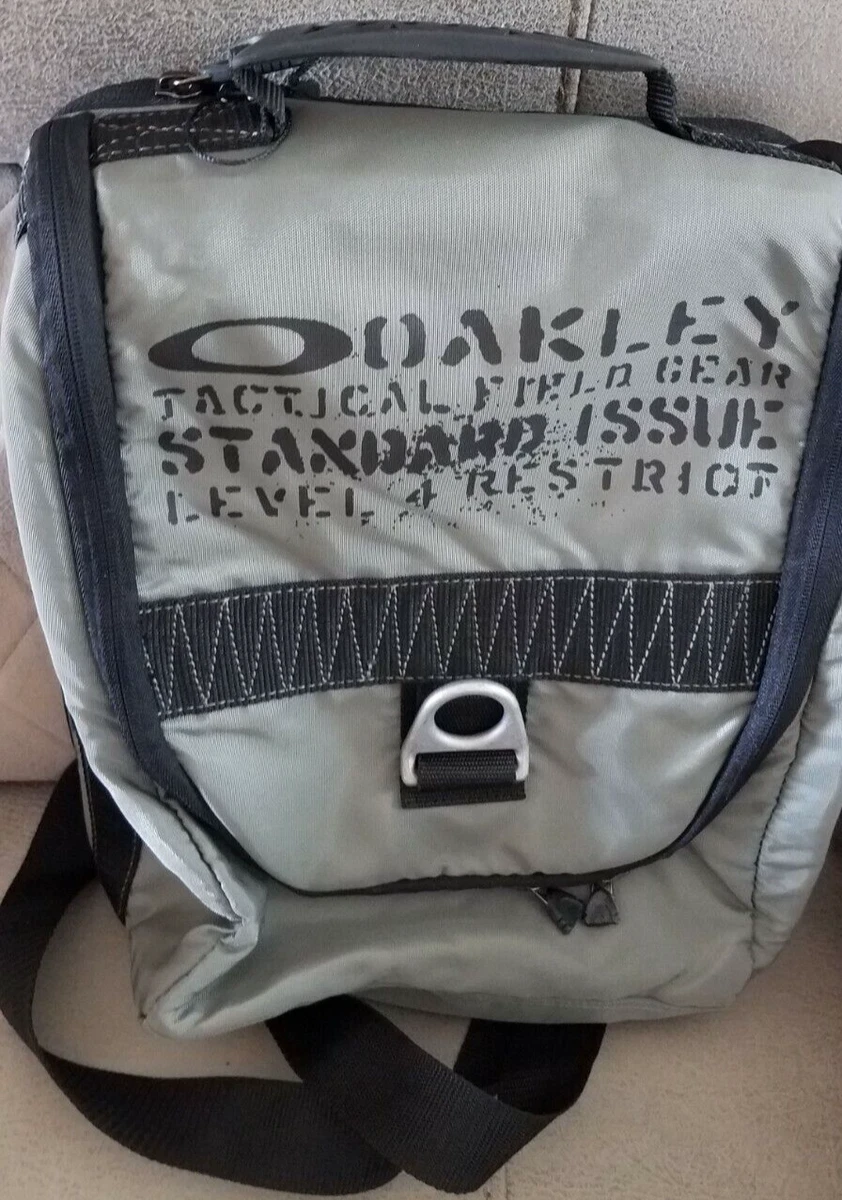 OAKLEY
TACTICAL FIELD GEAR
STANDARD ISSUE
LEVEL 4 RESTRICT